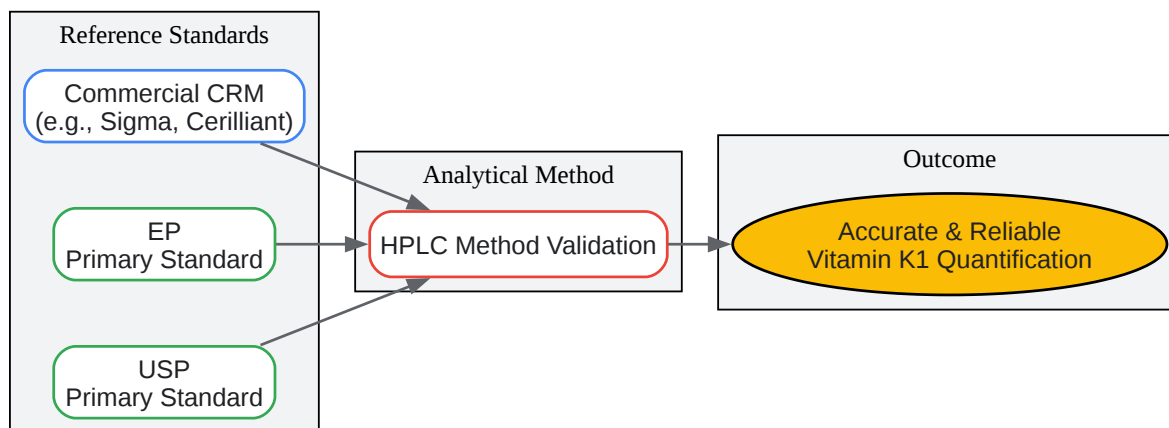 Reference Standards
Commercial CRM
(e.g., Sigma, Cerilliant)
EP
Primary Standard
USP
Primary Standard
Analytical Method
HPLC Method Validation
Outcome
Accurate & Reliable
Vitamin K1 Quantification